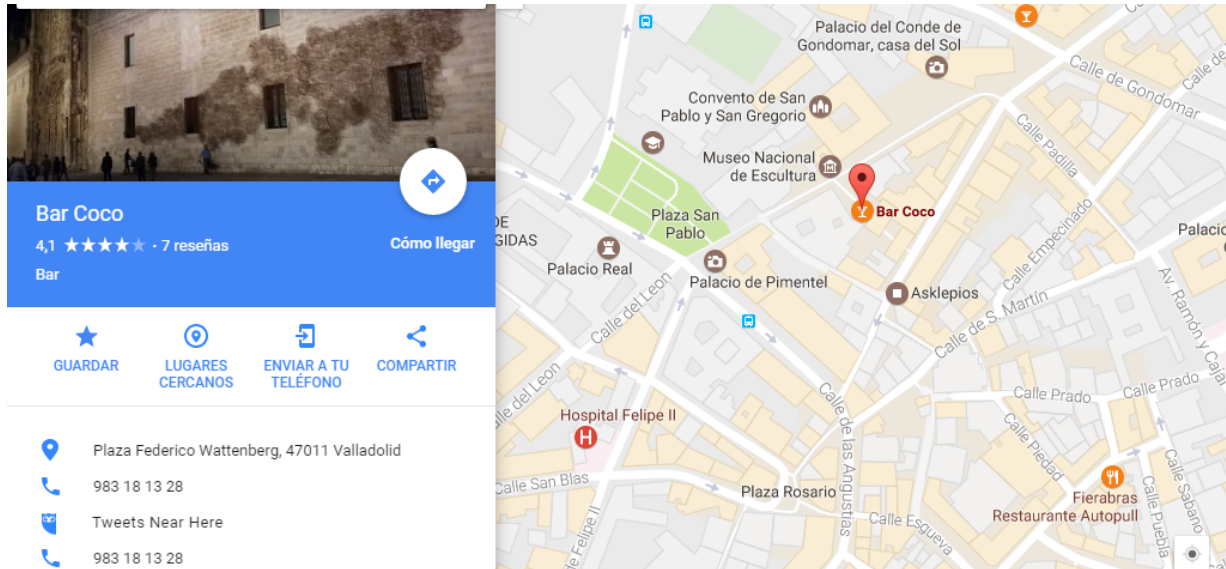 Bar Coco
4,1 ★★★★★ · 7 reseñas
Bar
Cómo llegar
GUARDAR
LUGARES
CERCANOS
ENVIAR A TU
TELÉFONO
COMPARTIR
Plaza Federico Wattenberg, 47011 Valladolid
983 18 13 28
Tweets Near Here
983 18 13 28
Palacio del Conde de
Gondomar, casa del Sol
Calle de Gondomar
Calle de
Convento de San
Pablo y San Gregorio
Calle Padilla
Museo Nacional
de Escultura
Bar Coco
Plaza San
Pablo
DE
GIDAS
Palacio Real
Palacio de Pimentel
Calle Empecinado
Palacio
Asklepios
Calle del Leon
Calle de S. Martín
Av. Ramón y Cajal
Calle del Leon
Calle Prado
Calle Prado
Hospital Felipe II
H
Calle de las Angustias
Calle Piedad
Calle San Blas
Plaza Rosario
Fierabras
Restaurante Autopull
Calle Sabano
Calle Puebla
Calle Esgueva
de Felipe II